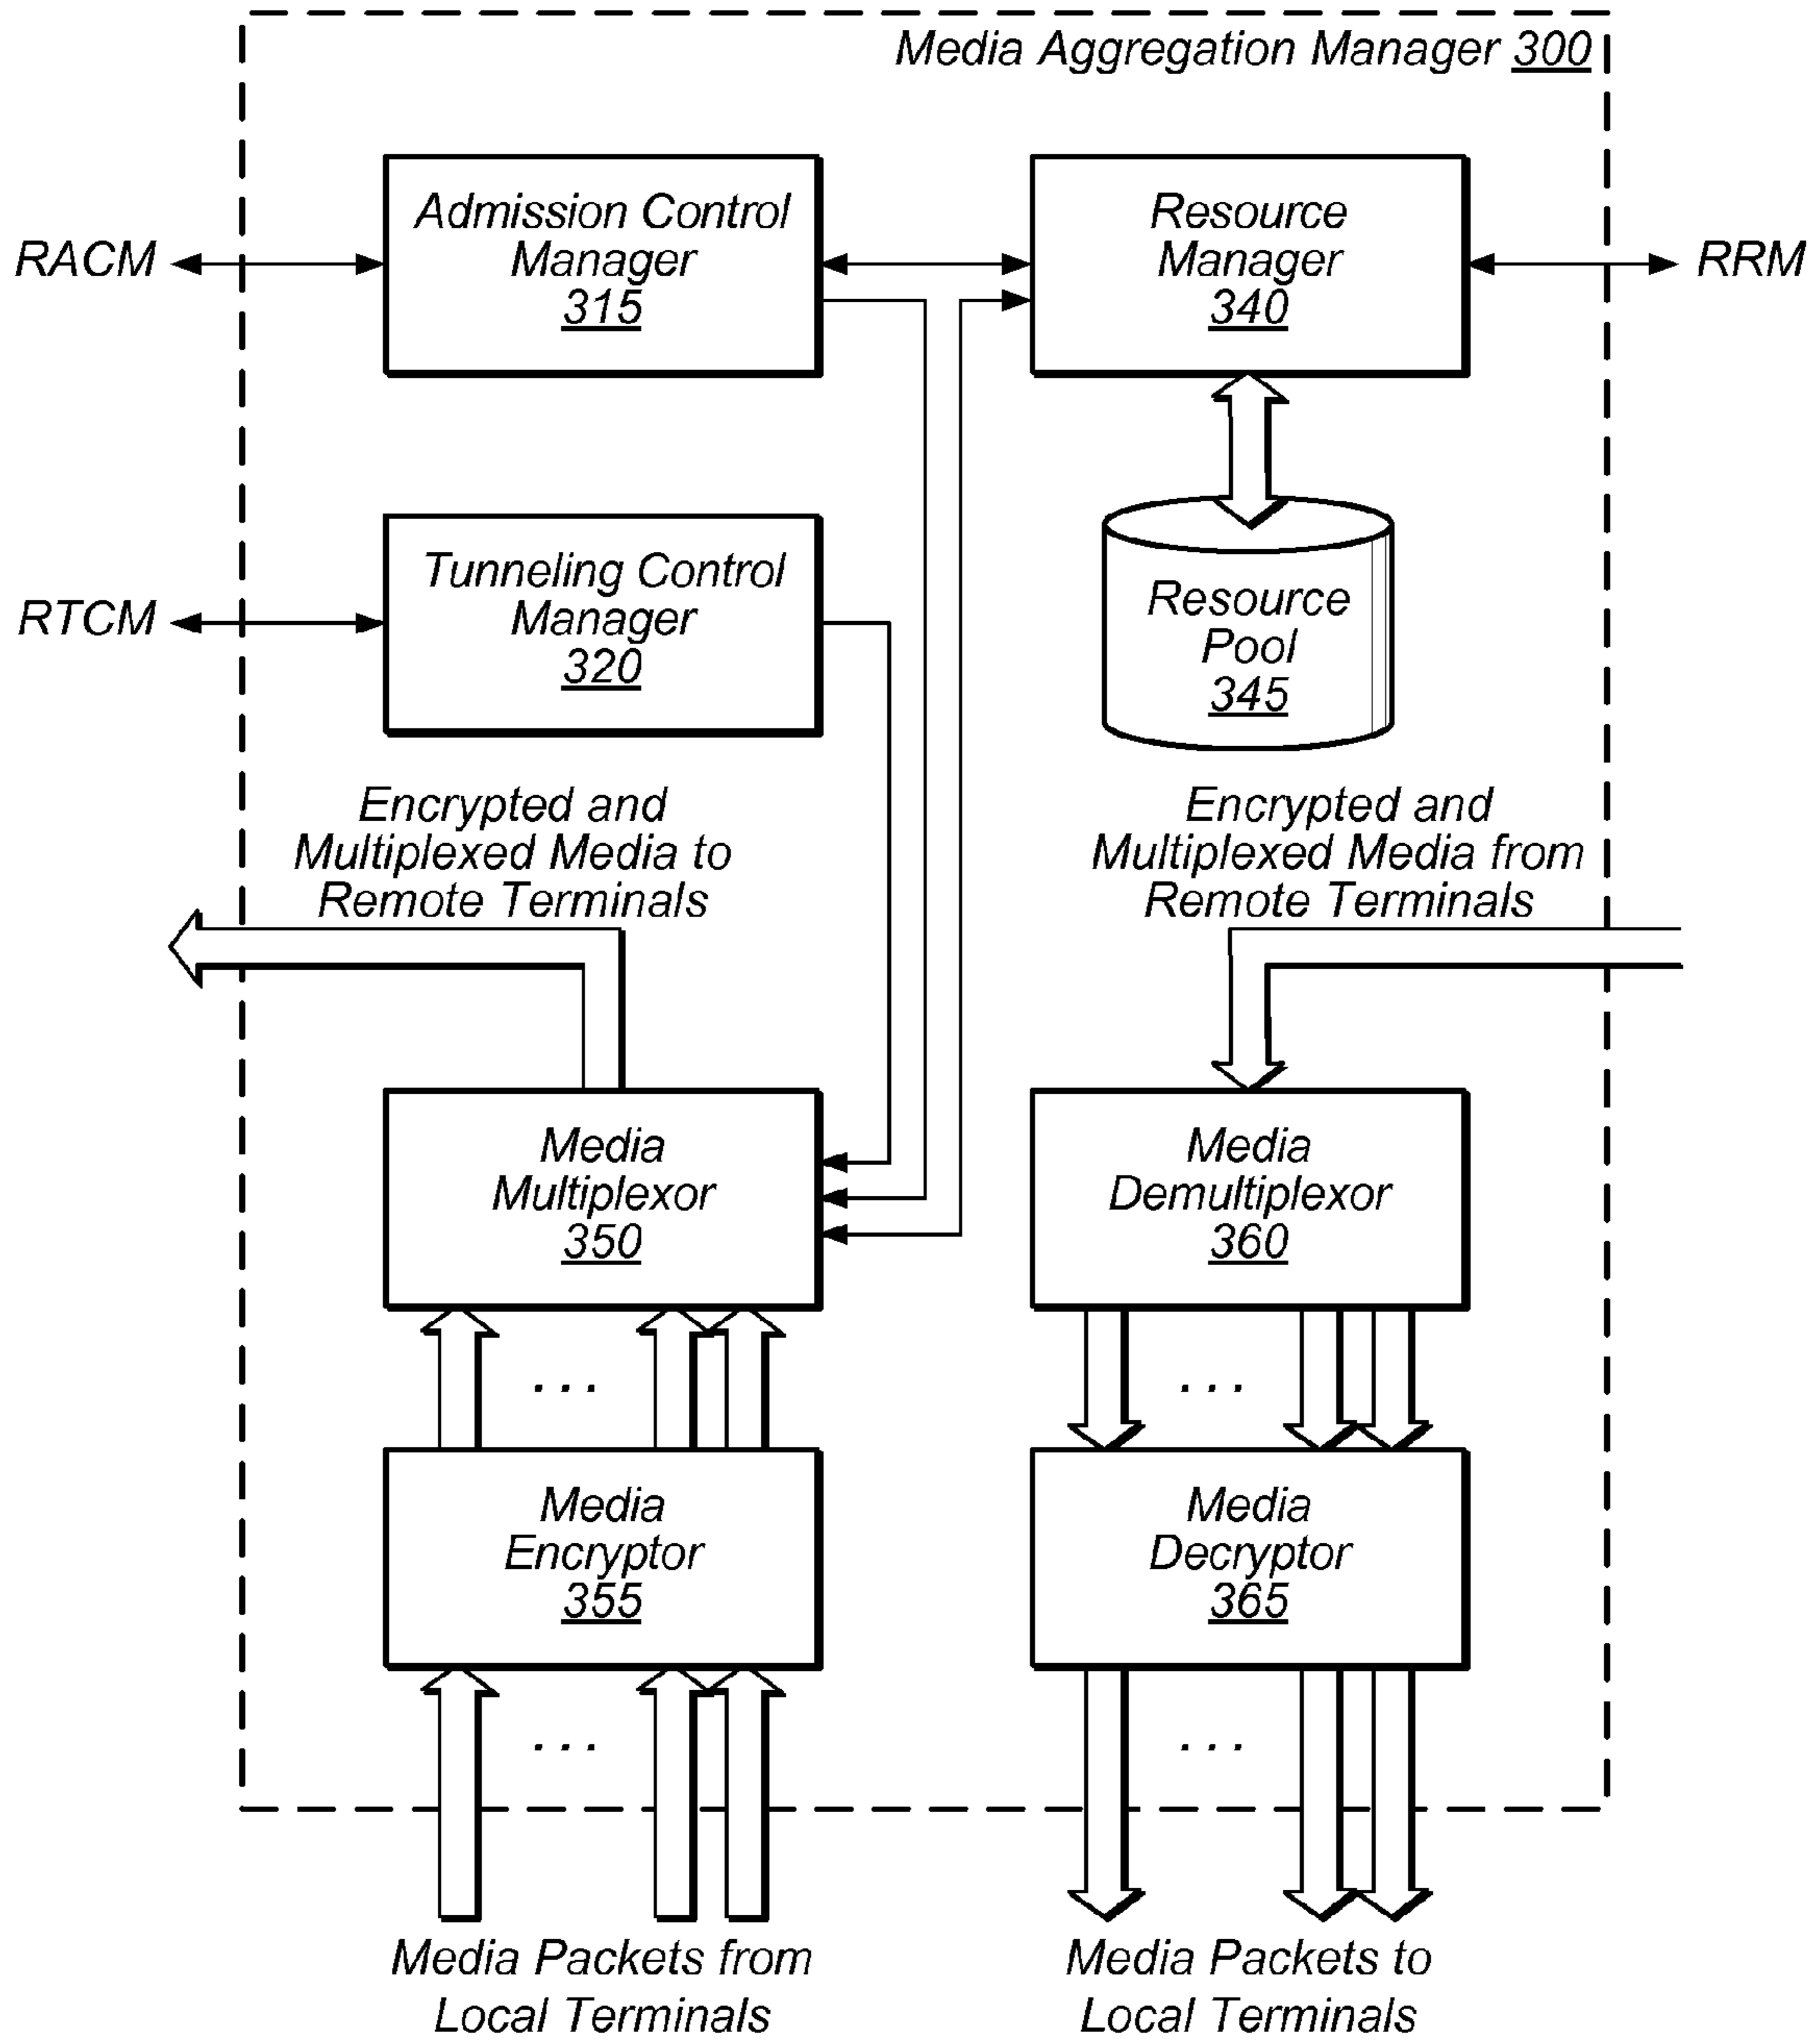 Media Aggregation Manager 300
Admission Control
Manager
315
Resource
Manager
340
RACM
RRM
Tunneling Control
Manager
320
RTCM
Resource
Pool
345
Encrypted and
Multiplexed Media to
Remote Terminals
Encrypted and
Multiplexed Media from
Remote Terminals
Media
Multiplexor
350
Media
Demultiplexor
360
...
...
Media
Encryptor
355
Media
Decryptor
365
...
...
Media Packets from
Local Terminals
Media Packets to
Local Terminals